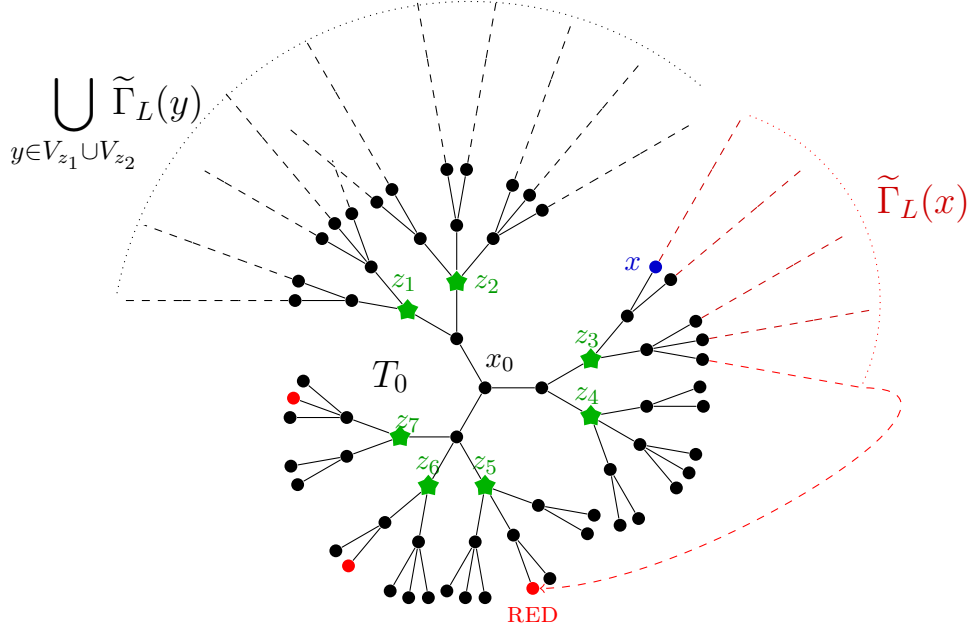 ⋃ Γ̃_L(y)
y∈V_{z_1}∪V_{z_2}
Γ̃_L(x)
x
z_1
z_2
z_3
x_0
T_0
z_4
z_7
z_6
z_5
RED